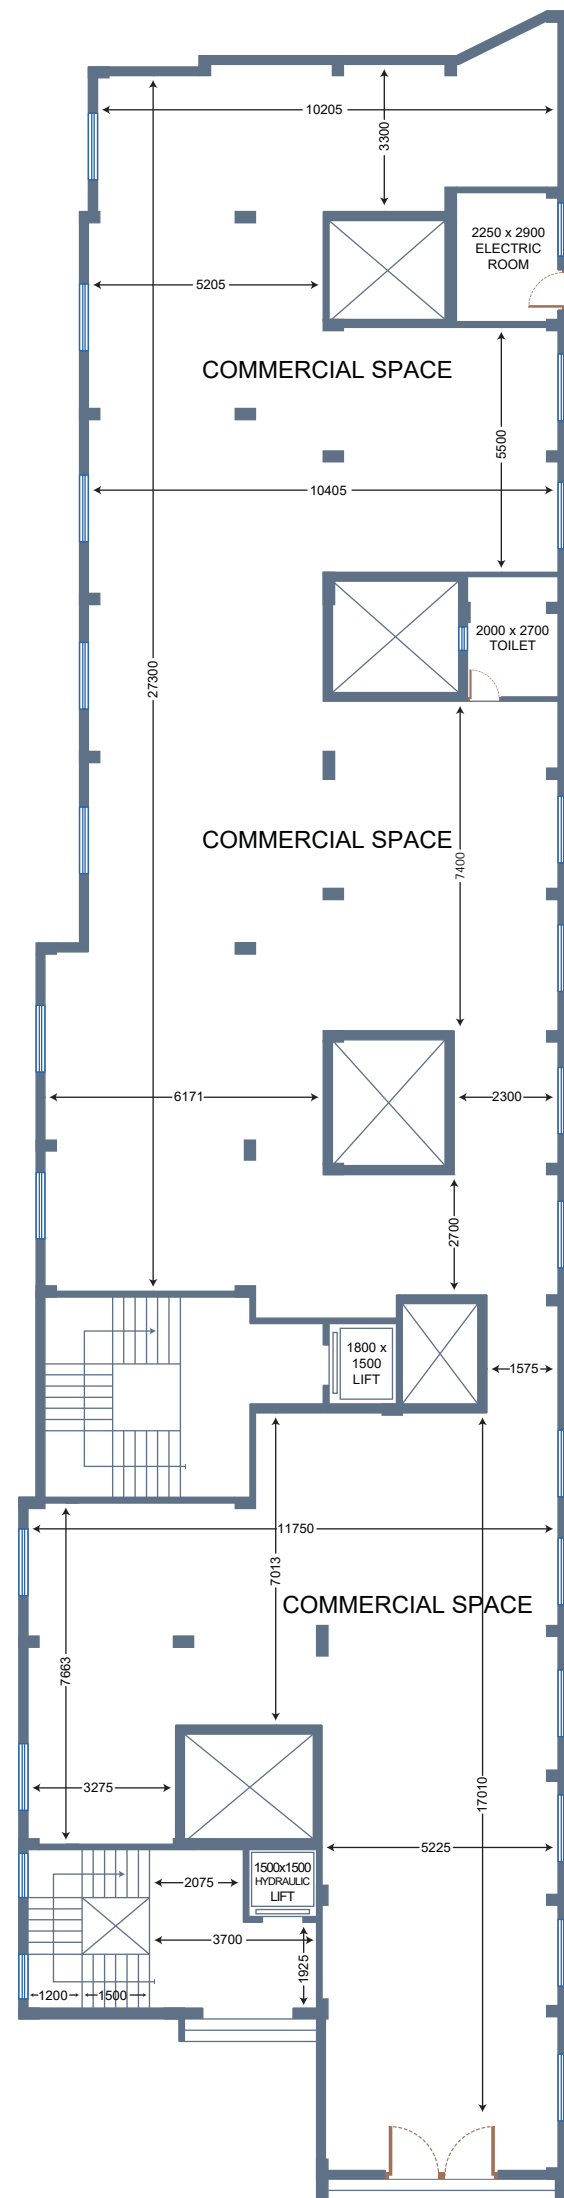 10205
3300
2250 x 2900
ELECTRIC
ROOM
5205
COMMERCIAL SPACE
5500
10405
2000 x 2700
TOILET
27300
COMMERCIAL SPACE
7400
6171
2300
2700
1800 x
1500
LIFT
1575
11750
7013
COMMERCIAL SPACE
7663
3275
17010
5225
1500x1500
HYDRAULIC
LIFT
2075
3700
1925
1200
1500